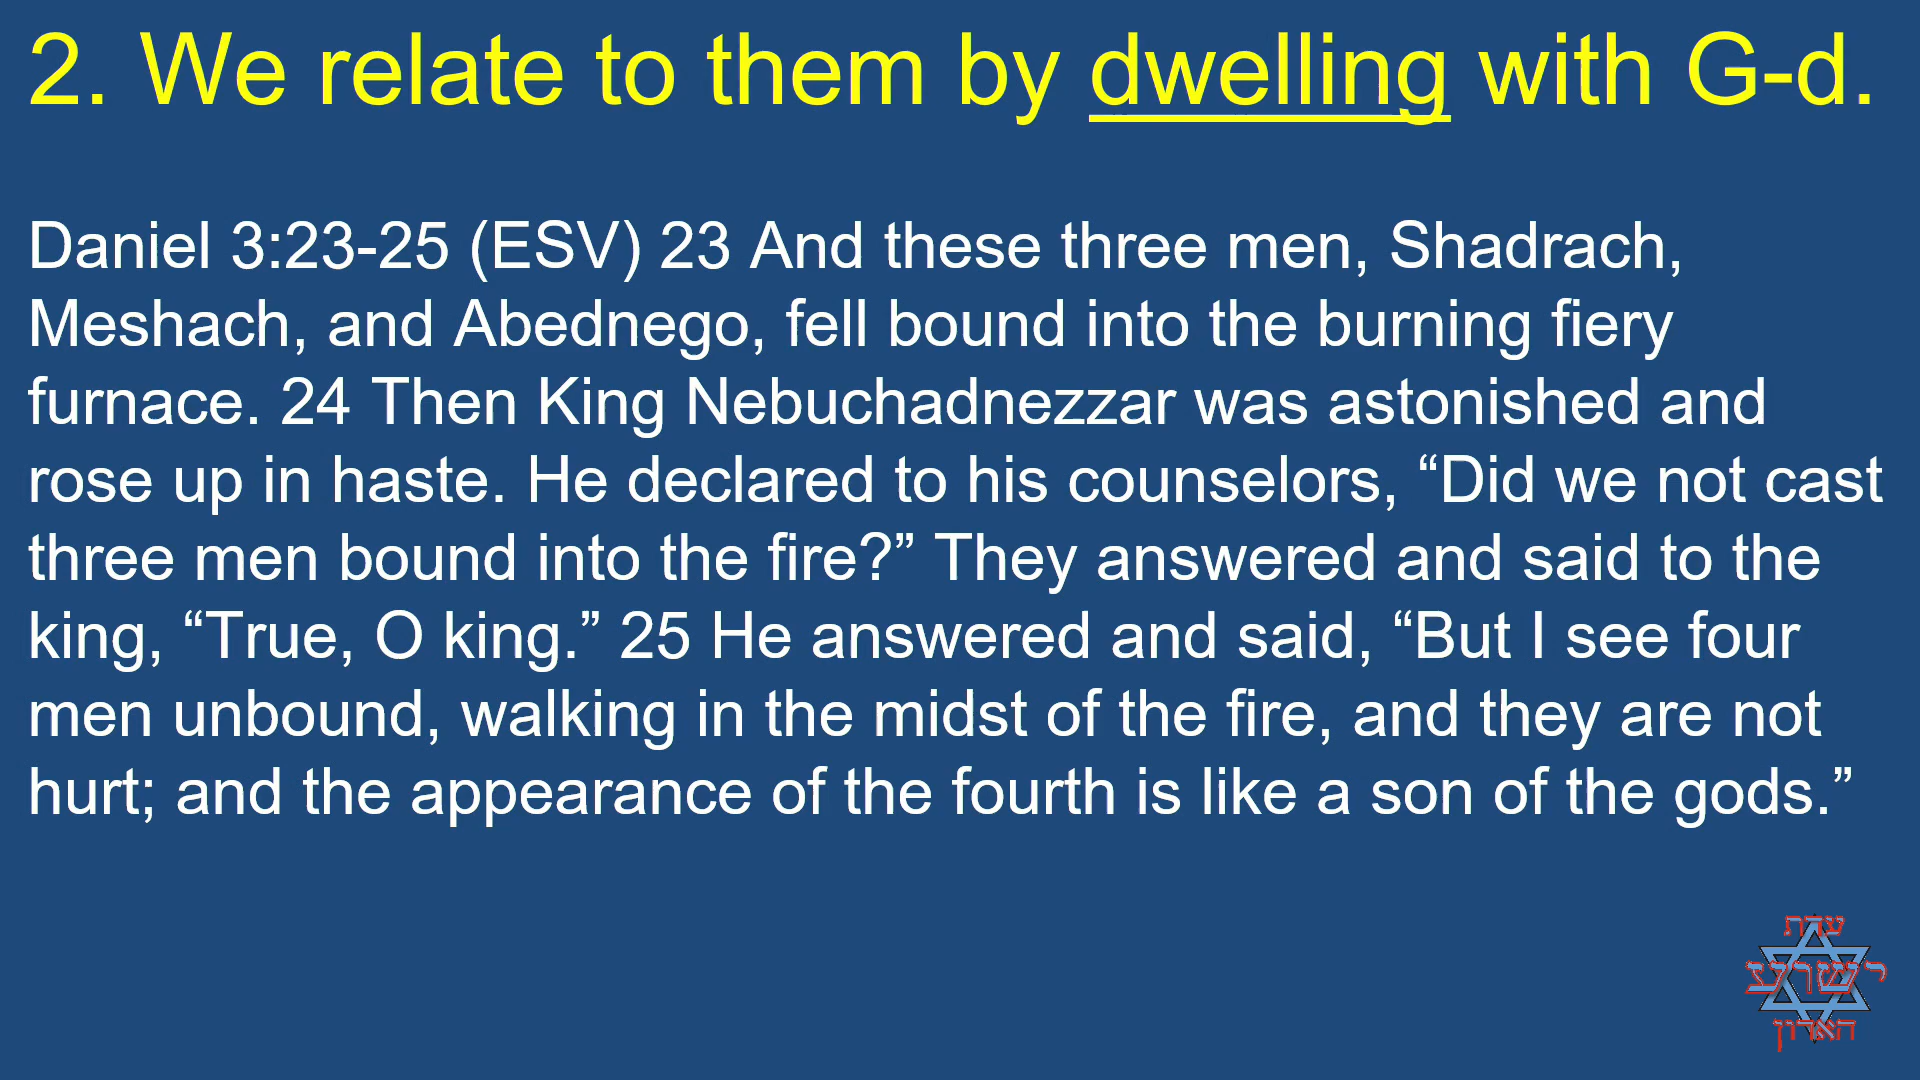 2. We relate to them by dwelling with G-d.
Daniel 3:23-25 (ESV) 23 And these three men, Shadrach,
Meshach, and Abednego, fell bound into the burning fiery
furnace. 24 Then King Nebuchadnezzar was astonished and
rose up in haste. He declared to his counselors, “Did we not cast
three men bound into the fire?” They answered and said to the
king, “True, O king.” 25 He answered and said, “But I see four
men unbound, walking in the midst of the fire, and they are not
hurt; and the appearance of the fourth is like a son of the gods.”
עדת
ישוע
האדון